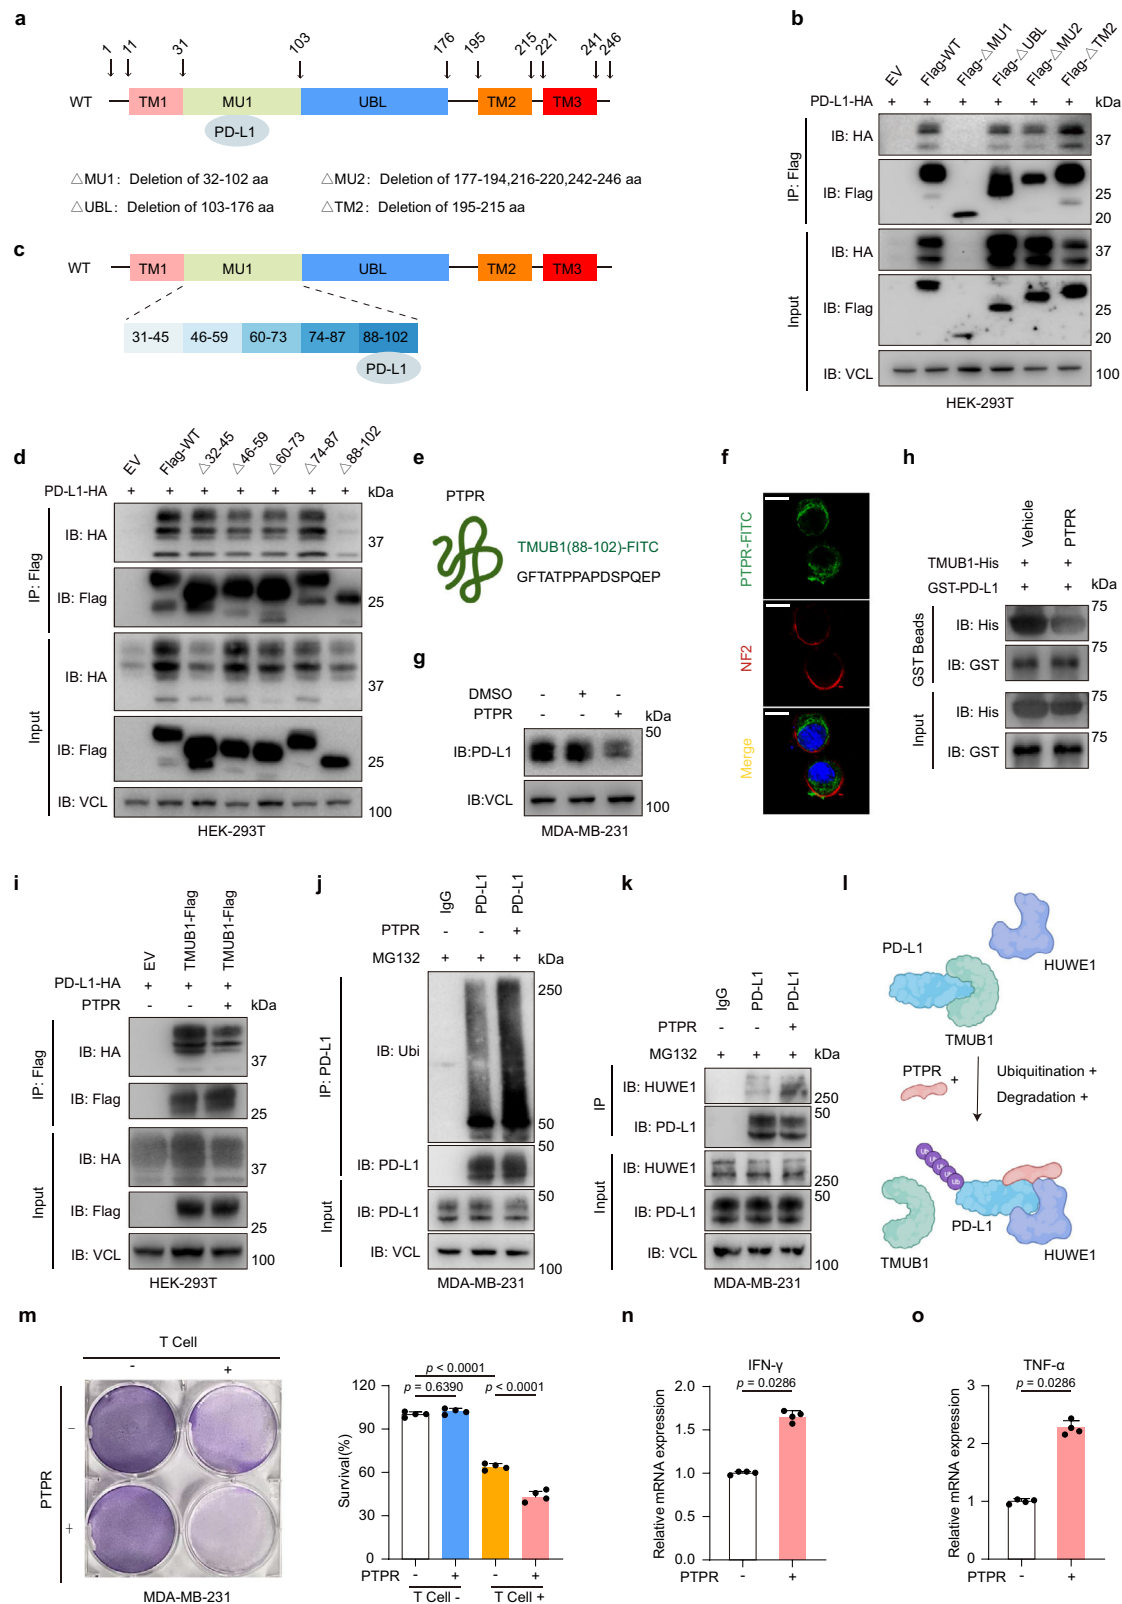 a
1 11 31 103 176 195 215 221 241 246
WT TM1 MU1 UBL TM2 TM3
PD-L1
△MU1: Deletion of 32-102 aa
△MU2: Deletion of 177-194,216-220,242-246 aa
△UBL: Deletion of 103-176 aa
△TM2: Deletion of 195-215 aa
b
EV Flag-WT Flag-△MU1 Flag-△UBL Flag-△MU2 Flag-△TM2
PD-L1-HA + + + + + + kDa
IP: Flag
IB: HA 37
IB: Flag 25
20
Input
IB: HA 37
IB: Flag 25
20
IB: VCL 100
HEK-293T
c
WT TM1 MU1 UBL TM2 TM3
31-45 46-59 60-73 74-87 88-102
PD-L1
d
EV Flag-WT △32-45 △46-59 △60-73 △74-87 △88-102
PD-L1-HA + + + + + + + kDa
IP: Flag
IB: HA 37
IB: Flag 25
Input
IB: HA 37
IB: Flag 25
IB: VCL 100
HEK-293T
e
PTPR
TMUB1(88-102)-FITC
GFTATPPAPDSPQEP
f
PTPR-FITC
NF2
Merge
g
DMSO - + -
PTPR - - + kDa
50
IB:PD-L1
IB:VCL 100
MDA-MB-231
h
Vehicle PTPR
TMUB1-His + +
GST-PD-L1 + + kDa
GST Beads
75
IB: His
75
IB: GST
Input
75
IB: His
75
IB: GST
i
EV TMUB1-Flag TMUB1-Flag
PD-L1-HA + + +
PTPR - - + kDa
IP: Flag
IB: HA 37
IB: Flag 25
Input
IB: HA 37
IB: Flag 25
IB: VCL 100
HEK-293T
j
IgG PD-L1 PD-L1
PTPR - - +
MG132 + + + kDa
IP: PD-L1
250
IB: Ubi
50
50
IB: PD-L1
Input
50
IB: PD-L1
IB: VCL
100
MDA-MB-231
k
IgG PD-L1 PD-L1
PTPR - - +
MG132 + + + kDa
IP
IB: HUWE1 250
50
IB: PD-L1
Input
IB: HUWE1 250
50
IB: PD-L1
IB: VCL 100
MDA-MB-231
l
PD-L1
HUWE1
TMUB1
PTPR + Ubiquitination +
Degradation +
Ub Ub Ub Ub Ub
PD-L1
TMUB1 HUWE1
m
T Cell
- +
PTPR
-
+
MDA-MB-231
p < 0.0001
p = 0.6390 p < 0.0001
Survival(%)
120
90
60
30
0
PTPR - + - +
T Cell - T Cell +
n
IFN-γ
p = 0.0286
Relative mRNA expression
2.0
1.5
1.0
0.5
0.0
PTPR - +
o
TNF-α
p = 0.0286
Relative mRNA expression
3
2
1
0
PTPR - +